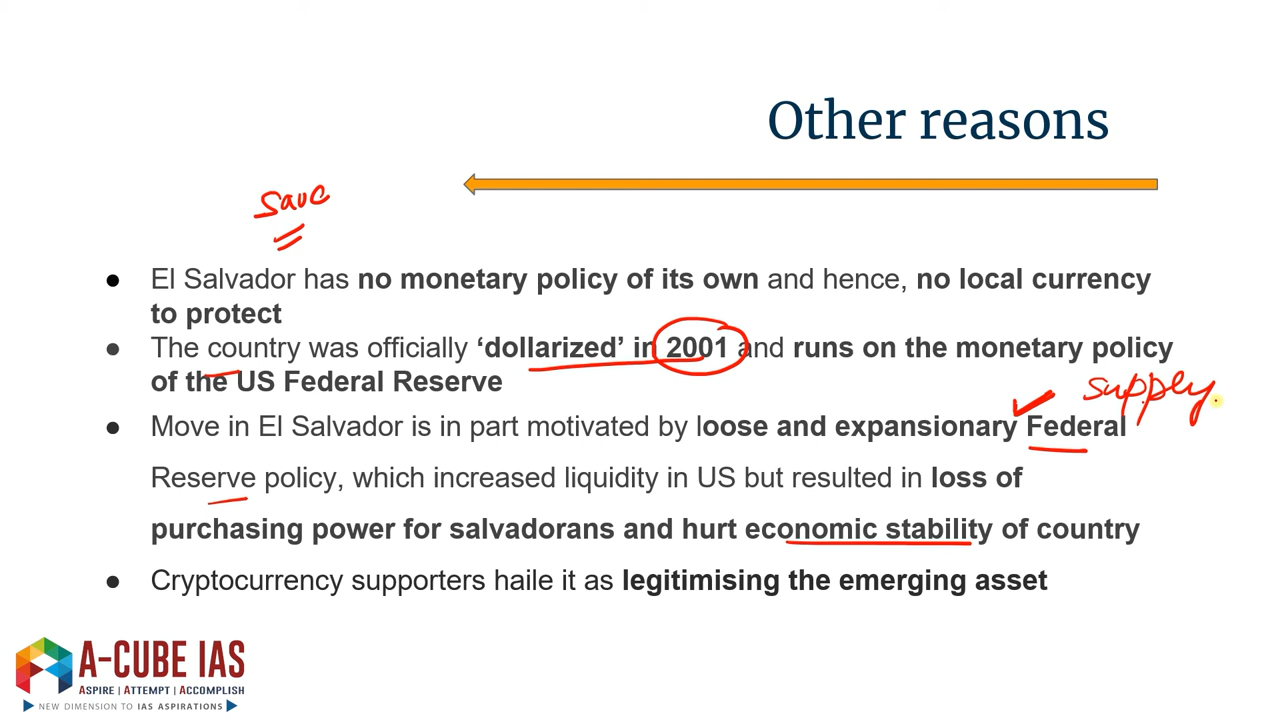 Other reasons
save
● El Salvador has no monetary policy of its own and hence, no local currency
to protect
● The country was officially ‘dollarized’ in 2001 and runs on the monetary policy
of the US Federal Reserve
supply
● Move in El Salvador is in part motivated by loose and expansionary Federal
Reserve policy, which increased liquidity in US but resulted in loss of
purchasing power for salvadorans and hurt economic stability of country
● Cryptocurrency supporters haile it as legitimising the emerging asset
A-CUBE IAS
ASPIRE | ATTEMPT | ACCOMPLISH
NEW DIMENSION TO IAS ASPIRATIONS